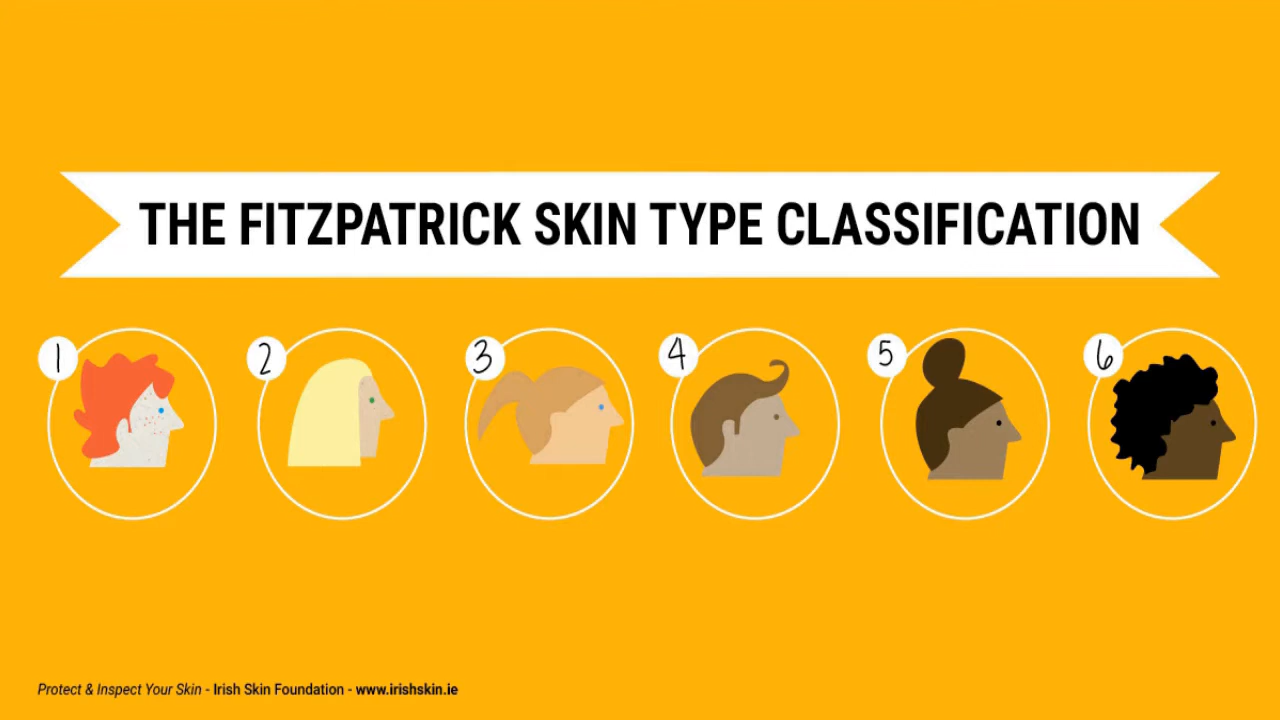 THE FITZPATRICK SKIN TYPE CLASSIFICATION
1 2 3 4 5 6
Protect & Inspect Your Skin - Irish Skin Foundation - www.irishskin.ie